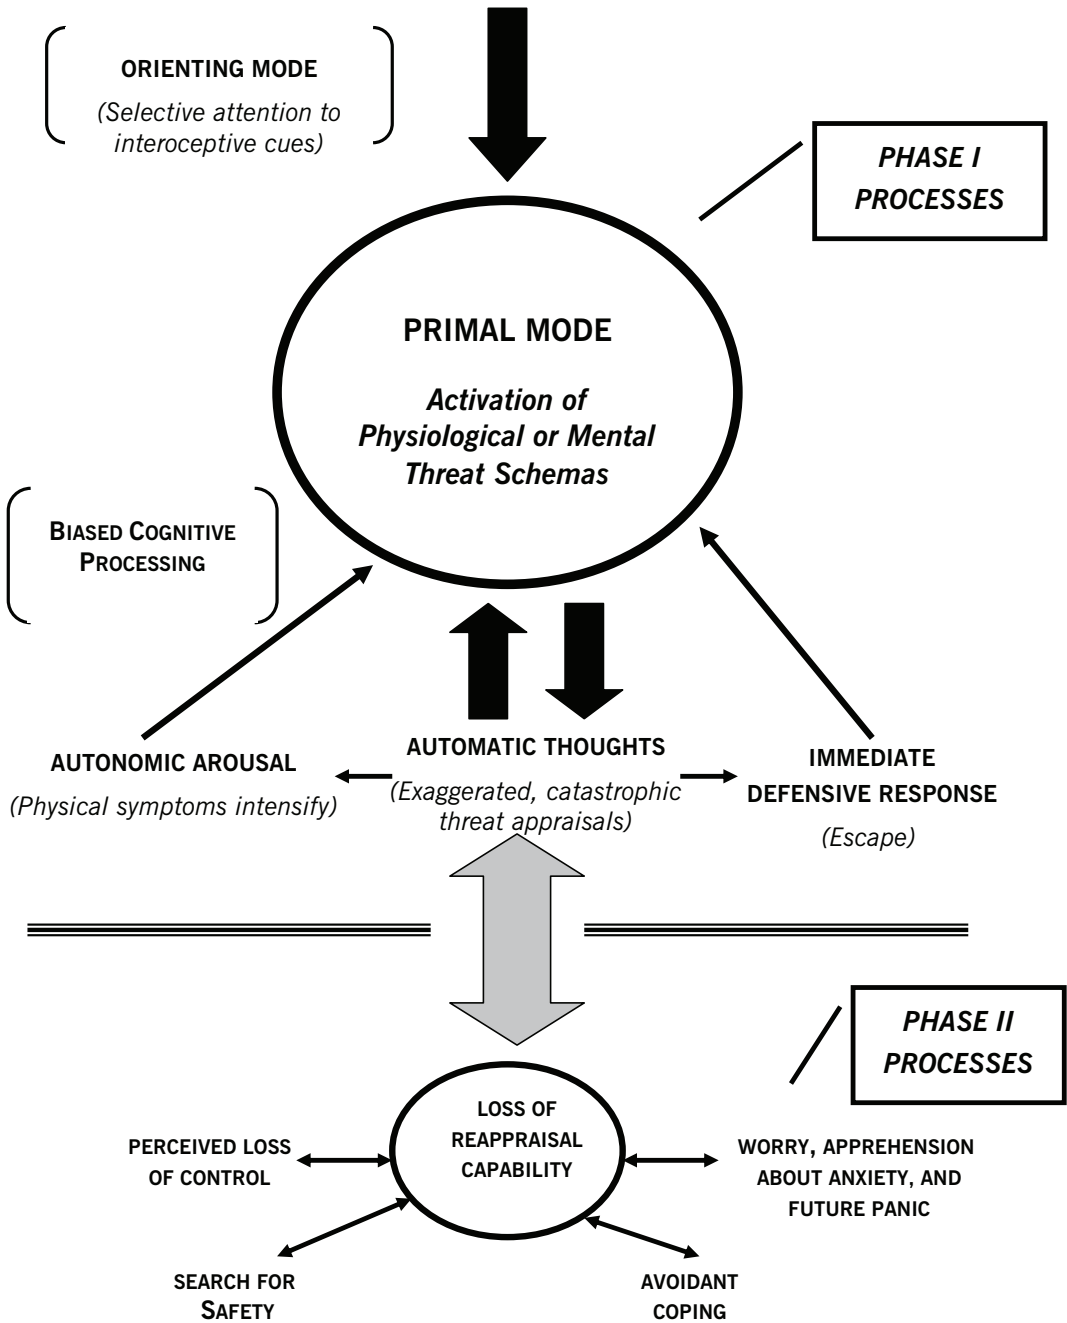 ORIENTING MODE
(Selective attention to
interoceptive cues)
PHASE I
PROCESSES
PRIMAL MODE
Activation of
Physiological or Mental
Threat Schemas
BIASED COGNITIVE
PROCESSING
AUTONOMIC AROUSAL
(Physical symptoms intensify)
AUTOMATIC THOUGHTS
(Exaggerated, catastrophic
threat appraisals)
IMMEDIATE
DEFENSIVE RESPONSE
(Escape)
PHASE II
PROCESSES
LOSS OF
REAPPRAISAL
CAPABILITY
PERCEIVED LOSS
OF CONTROL
WORRY, APPREHENSION
ABOUT ANXIETY, AND
FUTURE PANIC
SEARCH FOR
SAFETY
AVOIDANT
COPING